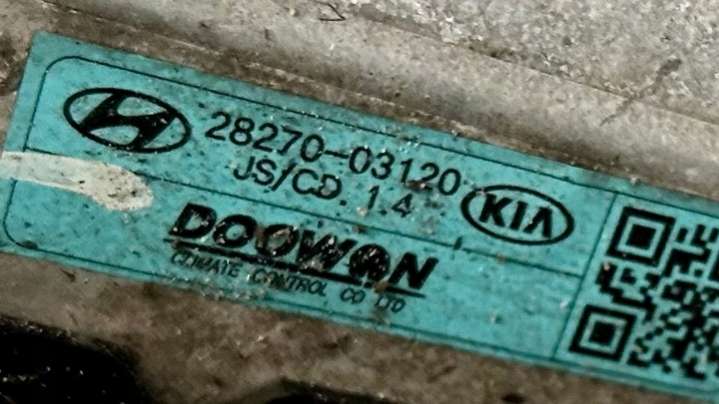 28270-03120
JS/CD. 1.4
KIA
DOOWON
CLIMATE CONTROL CO LTD